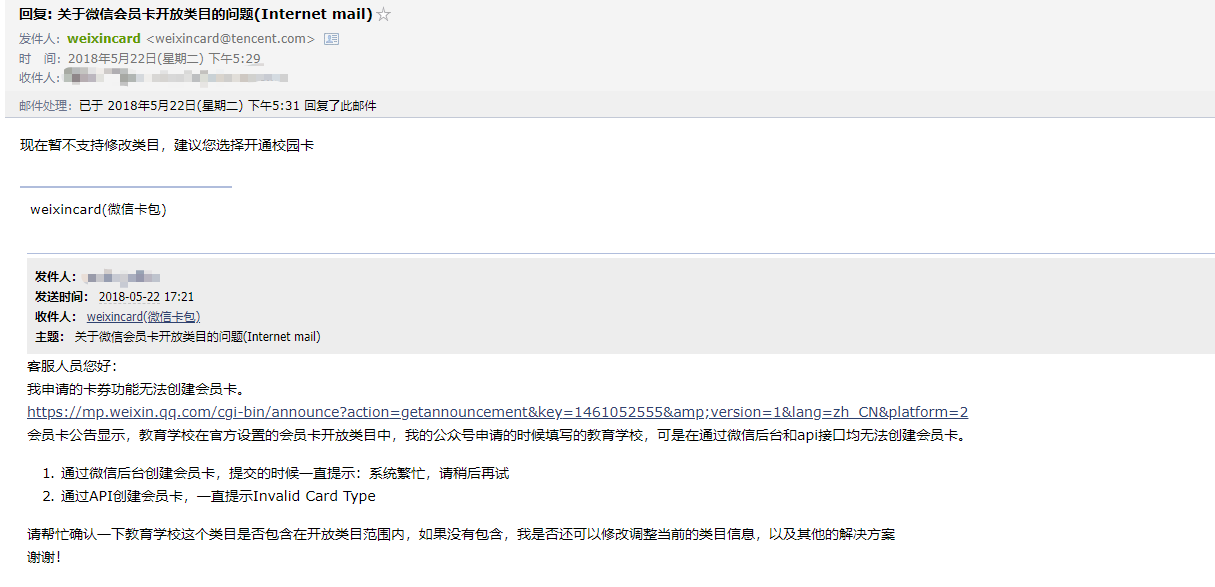 回复: 关于微信会员卡开放类目的问题(Internet mail)☆
发件人: weixincard <weixincard@tencent.com>
时 间: 2018年5月22日(星期二) 下午5:29
收件人:
邮件处理: 已于 2018年5月22日(星期二) 下午5:31 回复了此邮件
现在暂不支持修改类目，建议您选择开通校园卡
weixincard(微信卡包)
发件人:
发送时间: 2018-05-22 17:21
收件人: weixincard(微信卡包)
主题: 关于微信会员卡开放类目的问题(Internet mail)
客服人员您好：
我申请的卡券功能无法创建会员卡。
https://mp.weixin.qq.com/cgi-bin/announce?action=getannouncement&key=1461052555&amp;version=1&lang=zh_CN&platform=2
会员卡公告显示，教育学校在官方设置的会员卡开放类目中，我的公众号申请的时候填写的教育学校，可是在通过微信后台和api接口均无法创建会员卡。
1. 通过微信后台创建会员卡，提交的时候一直提示：系统繁忙，请稍后再试
2. 通过API创建会员卡，一直提示Invalid Card Type
请帮忙确认一下教育学校这个类目是否包含在开放类目范围内，如果没有包含，我是否还可以修改调整当前的类目信息，以及其他的解决方案
谢谢！